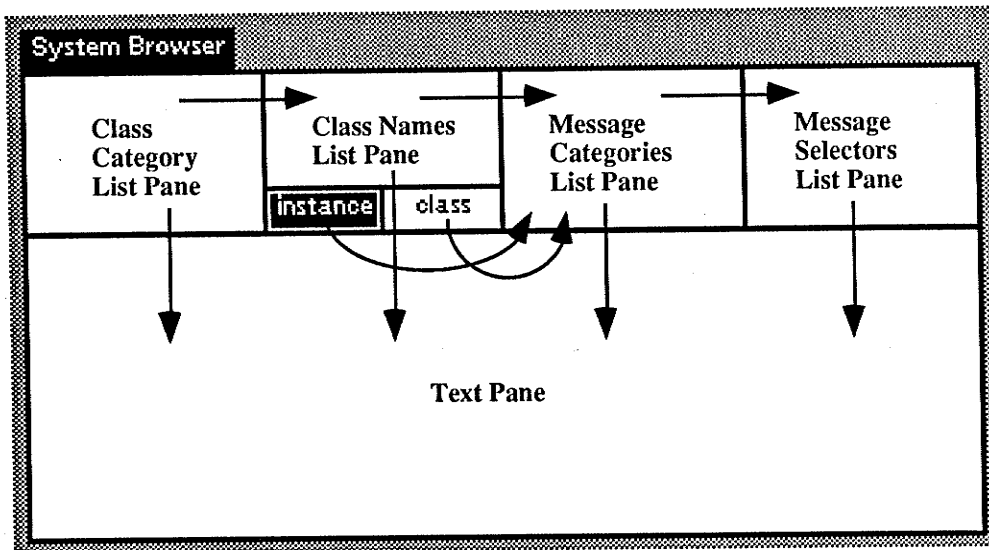 System Browser
Class
Category
List Pane
Class Names
List Pane
instance
class
Message
Categories
List Pane
Message
Selectors
List Pane
Text Pane